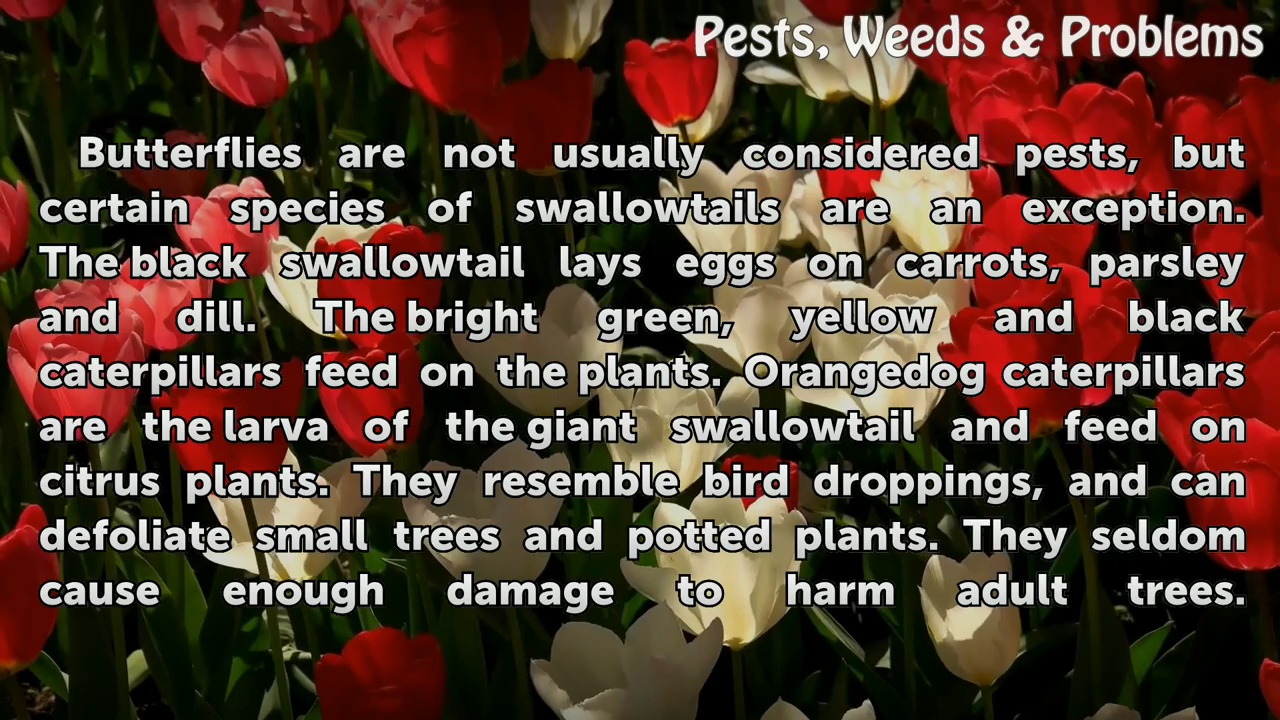 Pests, Weeds & Problems
Butterflies are not usually considered pests, but
certain species of swallowtails are an exception.
The black swallowtail lays eggs on carrots, parsley
and dill. The bright green, yellow and black
caterpillars feed on the plants. Orangedog caterpillars
are the larva of the giant swallowtail and feed on
citrus plants. They resemble bird droppings, and can
defoliate small trees and potted plants. They seldom
cause enough damage to harm adult trees.